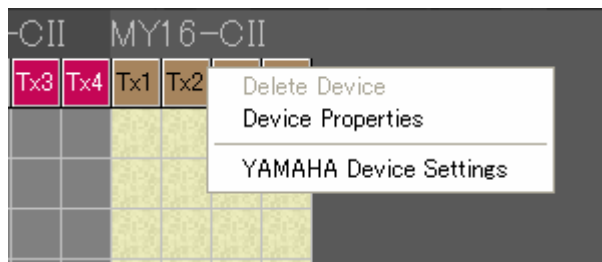 -CII MY16-CII
Tx3 Tx4 Tx1 Tx2
Delete Device
Device Properties
YAMAHA Device Settings